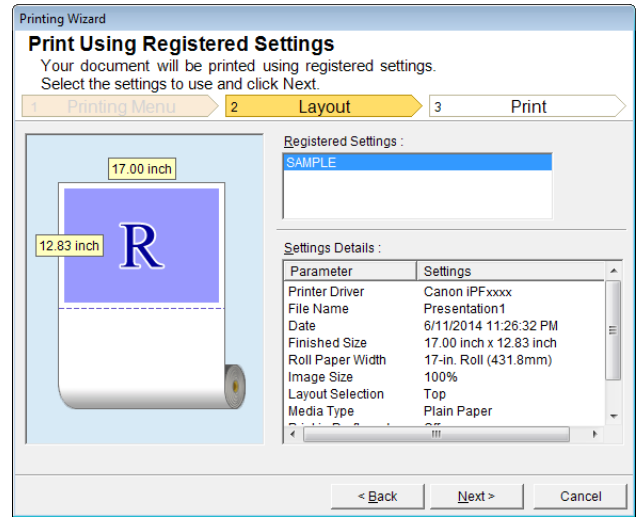 Printing Wizard
Print Using Registered Settings
Your document will be printed using registered settings.
Select the settings to use and click Next.
1 Printing Menu 2 Layout 3 Print
17.00 inch
12.83 inch
R
Registered Settings :
SAMPLE
Settings Details :
Parameter Settings
Printer Driver Canon iPFxxxx
File Name Presentation1
Date 6/11/2014 11:26:32 PM
Finished Size 17.00 inch x 12.83 inch
Roll Paper Width 17-in. Roll (431.8mm)
Image Size 100%
Layout Selection Top
Media Type Plain Paper
< Back Next > Cancel